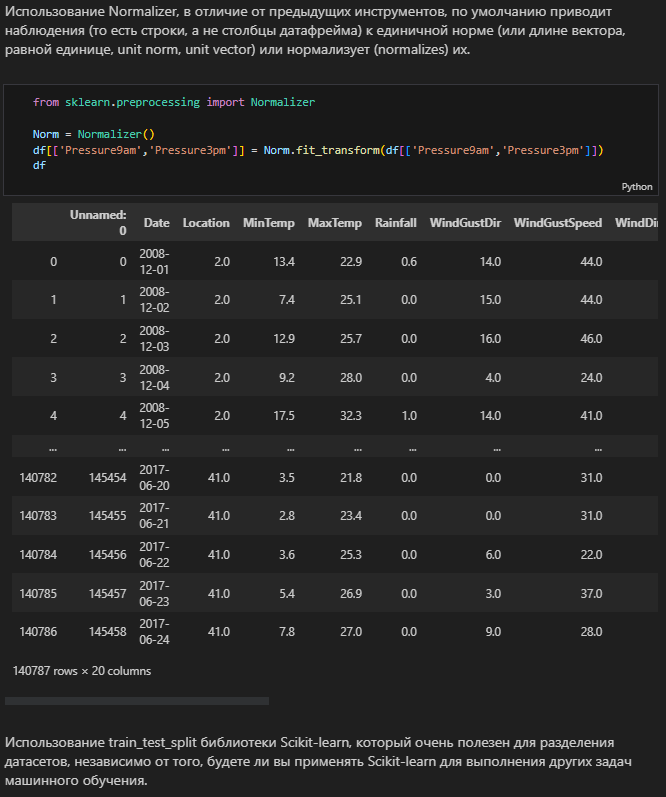 Использование Normalizer, в отличие от предыдущих инструментов, по умолчанию приводит
наблюдения (то есть строки, а не столбцы датафрейма) к единичной норме (или длине вектора,
равной единице, unit norm, unit vector) или нормализует (normalizes) их.
from sklearn.preprocessing import Normalizer
Norm = Normalizer()
df[['Pressure9am','Pressure3pm']] = Norm.fit_transform(df[['Pressure9am','Pressure3pm']])
df
Python
Unnamed: 0 Date Location MinTemp MaxTemp Rainfall WindGustDir WindGustSpeed WindDi
0 0 2008-12-01 2.0 13.4 22.9 0.6 14.0 44.0
1 1 2008-12-02 2.0 7.4 25.1 0.0 15.0 44.0
2 2 2008-12-03 2.0 12.9 25.7 0.0 16.0 46.0
3 3 2008-12-04 2.0 9.2 28.0 0.0 4.0 24.0
4 4 2008-12-05 2.0 17.5 32.3 1.0 14.0 41.0
... ... ... ... ... ... ... ... ...
140782 145454 2017-06-20 41.0 3.5 21.8 0.0 0.0 31.0
140783 145455 2017-06-21 41.0 2.8 23.4 0.0 0.0 31.0
140784 145456 2017-06-22 41.0 3.6 25.3 0.0 6.0 22.0
140785 145457 2017-06-23 41.0 5.4 26.9 0.0 3.0 37.0
140786 145458 2017-06-24 41.0 7.8 27.0 0.0 9.0 28.0
140787 rows × 20 columns
Использование train_test_split библиотеки Scikit-learn, который очень полезен для разделения
датасетов, независимо от того, будете ли вы применять Scikit-learn для выполнения других задач
машинного обучения.